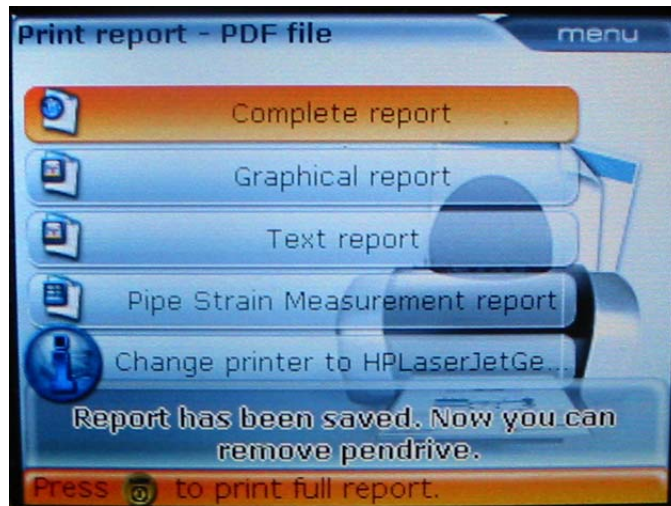 Print report - PDF file
menu
Complete report
Graphical report
Text report
Pipe Strain Measurement report
Change printer to HPLaserJetGe...
Report has been saved. Now you can
remove pendrive.
Press to print full report.